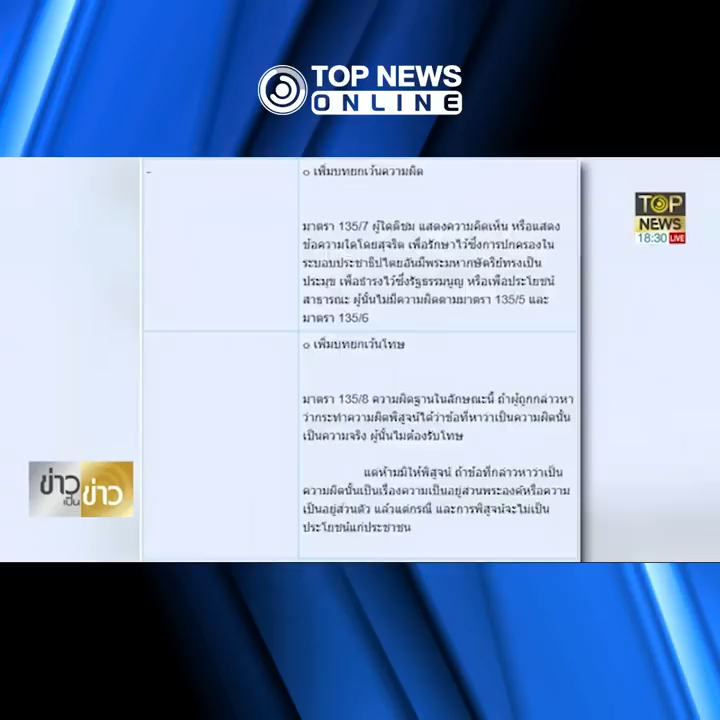 TOP NEWS
ONLINE
-
o เพิ่มบทยกเว้นความผิด
TOP
NEWS
18:30 LIVE
มาตรา 135/7 ผู้ใดติชม แสดงความคิดเห็น หรือแสดง
ข้อความใดโดยสุจริต เพื่อรักษาไว้ซึ่งการปกครองใน
ระบอบประชาธิปไตยอันมีพระมหากษัตริย์ทรงเป็น
ประมุข เพื่อธำรงไว้ซึ่งรัฐธรรมนูญ หรือเพื่อประโยชน์
สาธารณะ ผู้นั้นไม่มีความผิดตามมาตรา 135/5 และ
มาตรา 135/6
o เพิ่มบทยกเว้นโทษ
มาตรา 135/8 ความผิดฐานในลักษณะนี้ ถ้าผู้ถูกกล่าวหา
ว่ากระทำความผิดพิสูจน์ได้ว่าข้อที่หาว่าเป็นความผิดนั้น
เป็นความจริง ผู้นั้นไม่ต้องรับโทษ
แต่ห้ามมิให้พิสูจน์ ถ้าข้อที่กล่าวหาว่าเป็น
ความผิดนั้นเป็นเรื่องความเป็นอยู่ส่วนพระองค์หรือความ
เป็นอยู่ส่วนตัว แล้วแต่กรณี และการพิสูจน์จะไม่เป็น
ประโยชน์แก่ประชาชน
ข่าว
เป็น
ข่าว